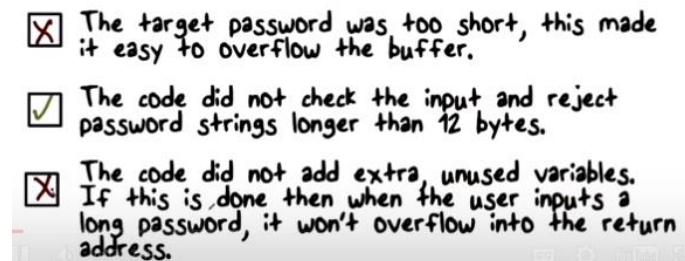 The target password was too short, this made
it easy to overflow the buffer.
The code did not check the input and reject
password strings longer than 12 bytes.
The code did not add extra, unused variables.
If this is done then when the user inputs a
long password, it won't overflow into the return
address.